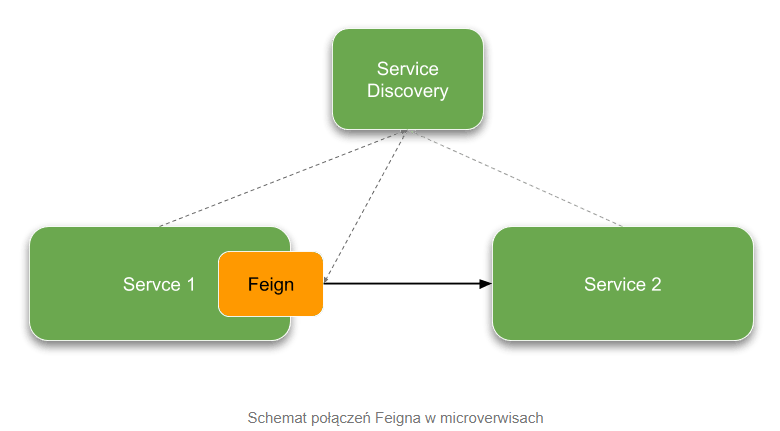 Service
Discovery
Servce 1
Feign
Service 2
Schemat połączeń Feigna w microverwisach